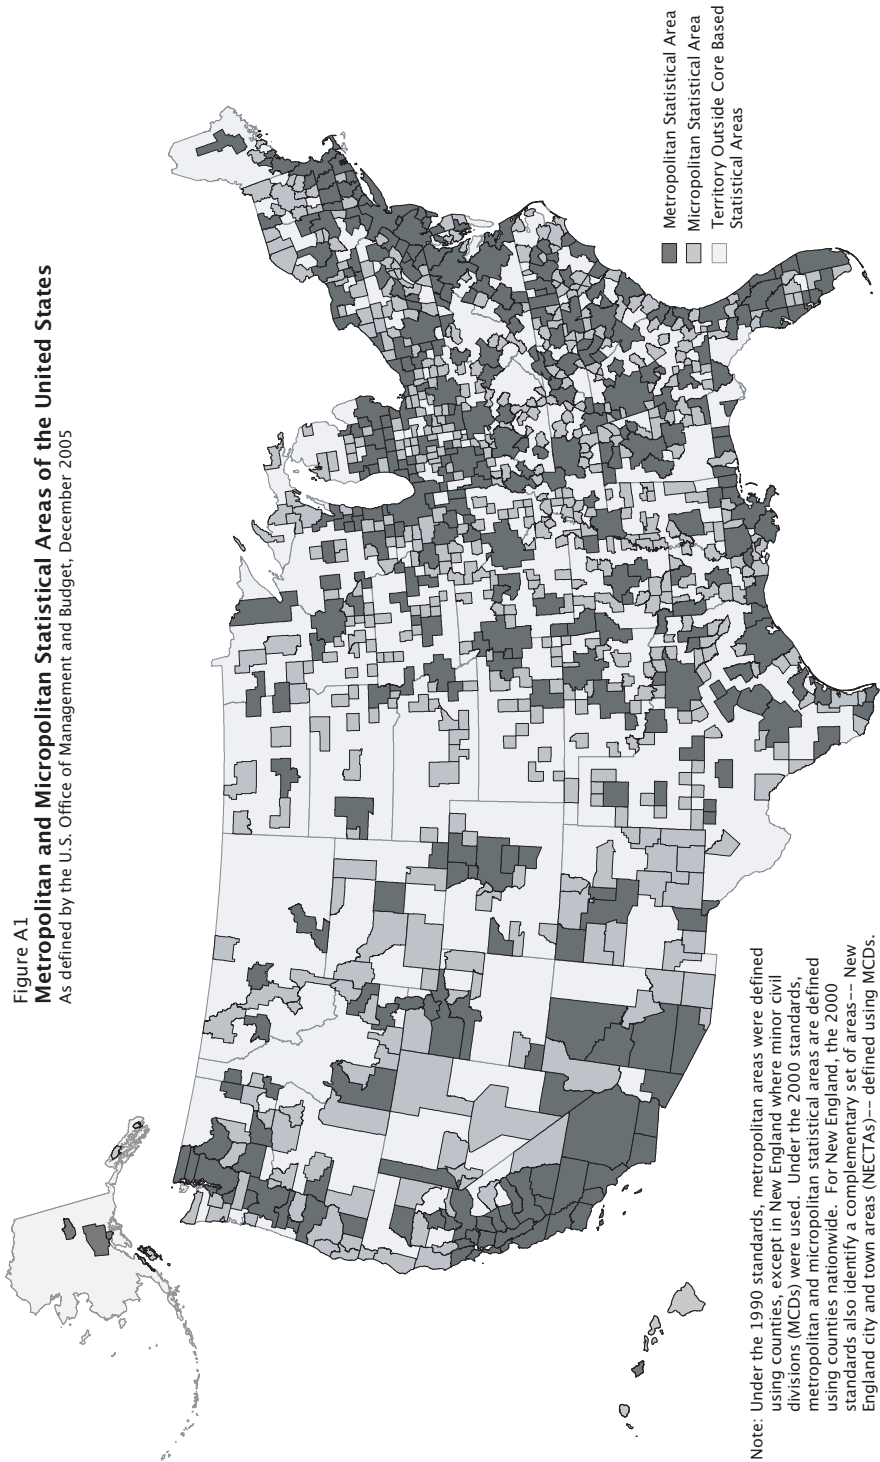 Figure A1
Metropolitan and Micropolitan Statistical Areas of the United States
As defined by the U.S. Office of Management and Budget, December 2005
Metropolitan Statistical Area
Micropolitan Statistical Area
Territory Outside Core Based
Statistical Areas
Note: Under the 1990 standards, metropolitan areas were defined
using counties, except in New England where minor civil
divisions (MCDs) were used. Under the 2000 standards,
metropolitan and micropolitan statistical areas are defined
using counties nationwide. For New England, the 2000
standards also identify a complementary set of areas-- New
England city and town areas (NECTAs)-- defined using MCDs.